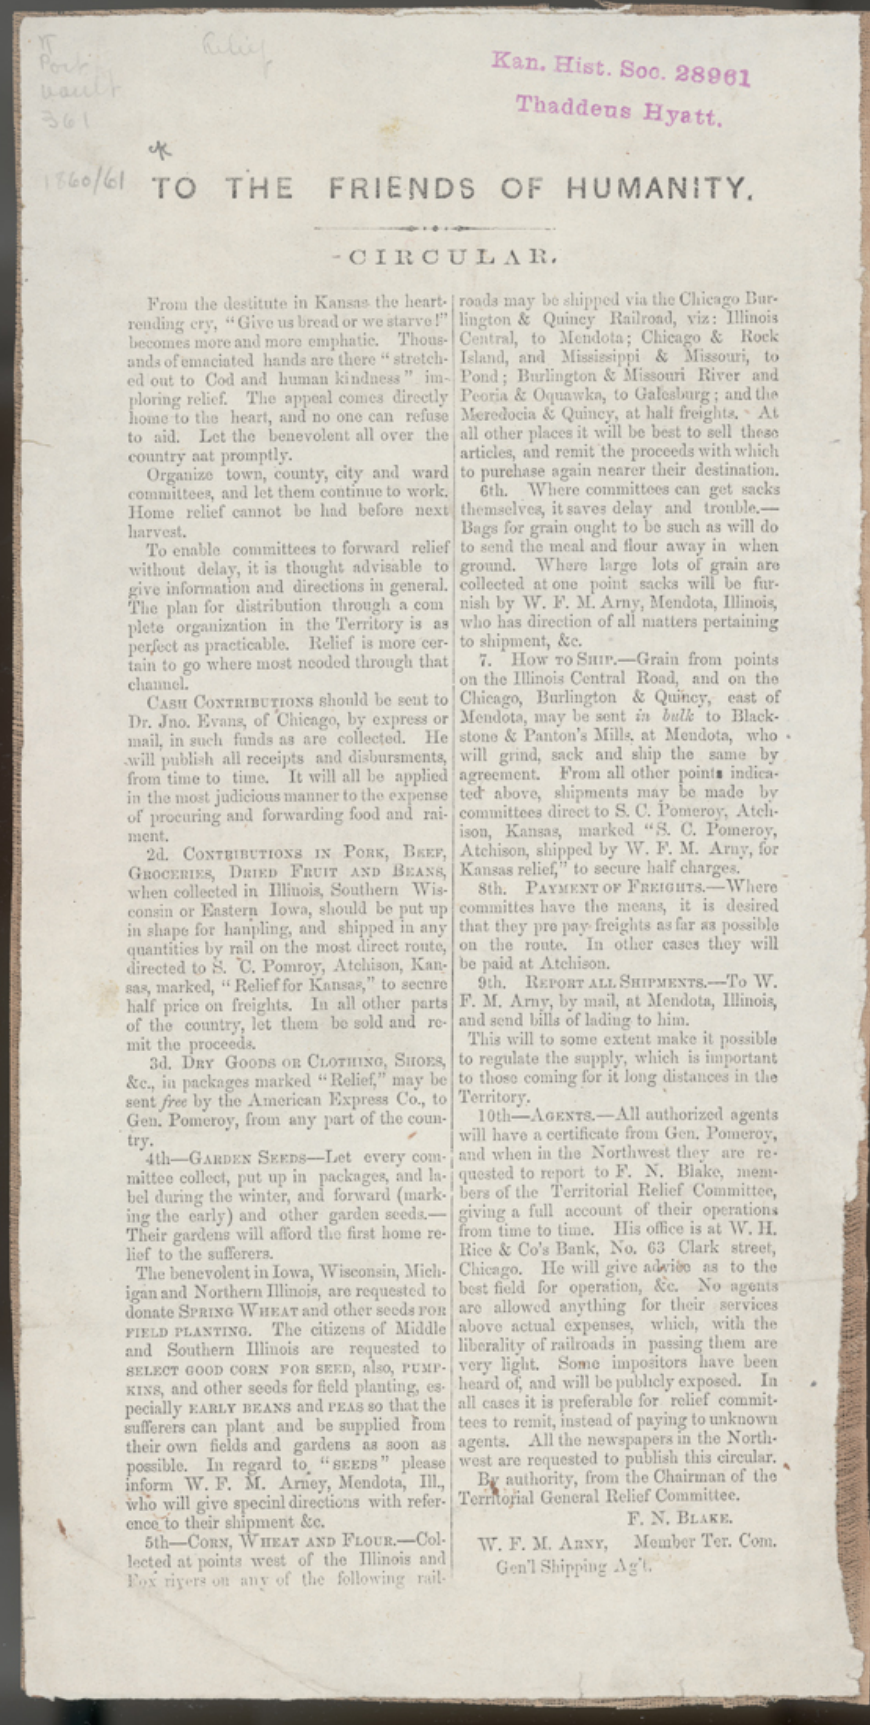 Relief
K
Port
vault
361
Kan. Hist. Soc. 28961
Thaddens Hyatt.
1860/61
TO THE FRIENDS OF HUMANITY.
CIRCULAR.
From the destitute in Kansas the heart-
rending cry, "Give us bread or we starve!"
becomes more and more emphatic. Thous-
ands of emaciated hands are there "stretch-
ed out to Cod and human kindness" im-
ploring relief. The appeal comes directly
home to the heart, and no one can refuse
to aid. Let the benevolent all over the
country aat promptly.
Organize town, county, city and ward
committees, and let them continue to work.
Home relief cannot be had before next
harvest.
To enable committees to forward relief
without delay, it is thought advisable to
give information and directions in general.
The plan for distribution through a com
plete organization in the Territory is as
perfect as practicable. Relief is more cer-
tain to go where most needed through that
channel.
CASH CONTRIBUTIONS should be sent to
Dr. Jno. Evans, of Chicago, by express or
mail, in such funds as are collected. He
will publish all receipts and disbursments,
from time to time. It will all be applied
in the most judicious manner to the expense
of procuring and forwarding food and rai-
ment.
2d. CONTRIBUTIONS IN PORK, BEEF,
GROCERIES, DRIED FRUIT AND BEANS,
when collected in Illinois, Southern Wis-
consin or Eastern Iowa, should be put up
in shape for hanpling, and shipped in any
quantities by rail on the most direct route,
directed to S. C. Pomroy, Atchison, Kan-
sas, marked, "Relief for Kansas," to secure
half price on freights. In all other parts
of the country, let them be sold and re-
mit the proceeds.
3d. DRY GOODS OR CLOTHING, SHOES,
&c., in packages marked "Relief," may be
sent free by the American Express Co., to
Gen. Pomeroy, from any part of the coun-
try.
4th—GARDEN SEEDS—Let every com-
mittee collect, put up in packages, and la-
bel during the winter, and forward (mark-
ing the early) and other garden seeds.—
Their gardens will afford the first home re-
lief to the sufferers.
The benevolent in Iowa, Wisconsin, Mich-
igan and Northern Illinois, are requested to
donate SPRING WHEAT and other seeds FOR
FIELD PLANTING. The citizens of Middle
and Southern Illinois are requested to
SELECT GOOD CORN FOR SEED, also, PUMP-
KINS, and other seeds for field planting, es-
pecially EARLY BEANS and PEAS so that the
sufferers can plant and be supplied from
their own fields and gardens as soon as
possible. In regard to "SEEDS" please
inform W. F. M. Arney, Mendota, Ill.,
who will give specinl directions with refer-
ence to their shipment &c.
5th—CORN, WHEAT AND FLOUR.—Col-
lected at points west of the Illinois and
Fox rivers on any of the following rail-
roads may be shipped via the Chicago Bur-
lington & Quincy Railroad, viz: Illinois
Central, to Mendota; Chicago & Rock
Island, and Mississippi & Missouri, to
Pond; Burlington & Missouri River and
Peoria & Oquawka, to Galesburg; and the
Meredocia & Quincy, at half freights. At
all other places it will be best to sell these
articles, and remit the proceeds with which
to purchase again nearer their destination.
6th. Where committees can get sacks
themselves, it saves delay and trouble.—
Bags for grain ought to be such as will do
to send the meal and flour away in when
ground. Where large lots of grain are
collected at one point sacks will be fur-
nish by W. F. M. Arny, Mendota, Illinois,
who has direction of all matters pertaining
to shipment, &c.
7. HOW TO SHIP.—Grain from points
on the Illinois Central Road, and on the
Chicago, Burlington & Quincy, east of
Mendota, may be sent in bulk to Black-
stone & Panton's Mills, at Mendota, who
will grind, sack and ship the same by
agreement. From all other points indica-
ted above, shipments may be made by
committees direct to S. C. Pomeroy, Atch-
ison, Kansas, marked "S. C. Pomeroy,
Atchison, shipped by W. F. M. Arny, for
Kansas relief," to secure half charges.
8th. PAYMENT OF FREIGHTS.—Where
committes have the means, it is desired
that they pre pay freights as far as possible
on the route. In other cases they will
be paid at Atchison.
9th. REPORT ALL SHIPMENTS.—To W.
F. M. Arny, by mail, at Mendota, Illinois,
and send bills of lading to him.
This will to some extent make it possible
to regulate the supply, which is important
to those coming for it long distances in the
Territory.
10th—AGENTS.—All authorized agents
will have a certificate from Gen. Pomeroy,
and when in the Northwest they are re-
quested to report to F. N. Blake, mem-
bers of the Territorial Relief Committee,
giving a full account of their operations
from time to time. His office is at W. H.
Rice & Co's Bank, No. 63 Clark street,
Chicago. He will give advice as to the
best field for operation, &c. No agents
are allowed anything for their services
above actual expenses, which, with the
liberality of railroads in passing them are
very light. Some impositors have been
heard of, and will be publicly exposed. In
all cases it is preferable for relief commit-
tees to remit, instead of paying to unknown
agents. All the newspapers in the North-
west are requested to publish this circular.
By authority, from the Chairman of the
Territorial General Relief Committee.
F. N. BLAKE.
W. F. M. ARNY, Member Ter. Com.
Gen'l Shipping Ag't.